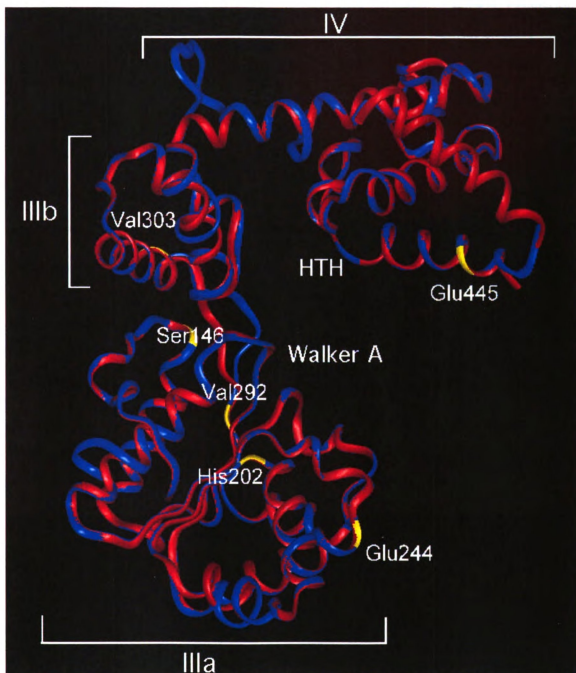 IV
IIIb
Val303
HTH
Glu445
Ser146
Walker A
Val292
His202
Glu244
IIIa